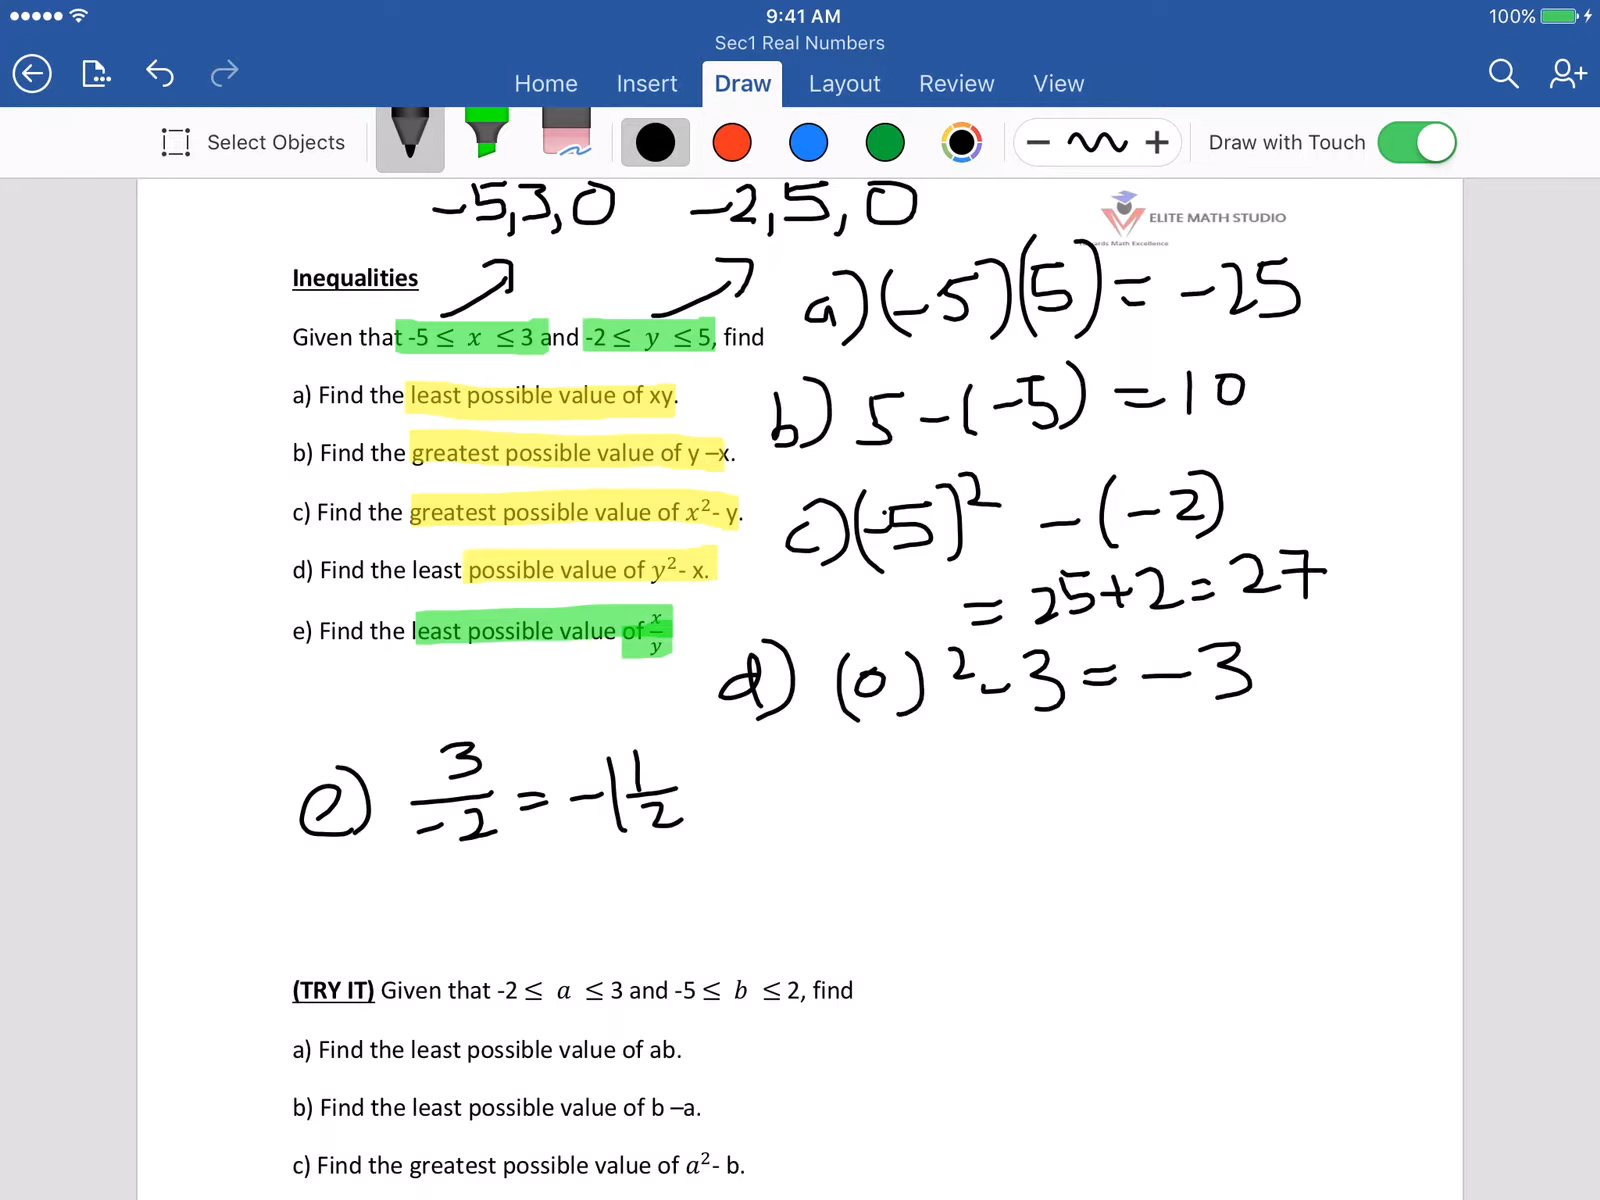 9:41 AM
100%
Sec1 Real Numbers
Home Insert Draw Layout Review View
Select Objects
Draw with Touch
-5,3,0 -2,5,0
ELITE MATH STUDIO
Towards Math Excellence
Inequalities
a) (-5)(5) = -25
Given that -5 ≤ x ≤ 3 and -2 ≤ y ≤ 5, find
a) Find the least possible value of xy.
b) 5 - (-5) = 10
b) Find the greatest possible value of y –x.
c) Find the greatest possible value of x²- y.
c) (-5)² - (-2)
d) Find the least possible value of y²- x.
= 25+2 = 27
e) Find the least possible value of x/y
d) (0)² - 3 = -3
e) 3/-2 = -1 1/2
(TRY IT) Given that -2 ≤ a ≤ 3 and -5 ≤ b ≤ 2, find
a) Find the least possible value of ab.
b) Find the least possible value of b –a.
c) Find the greatest possible value of a²- b.